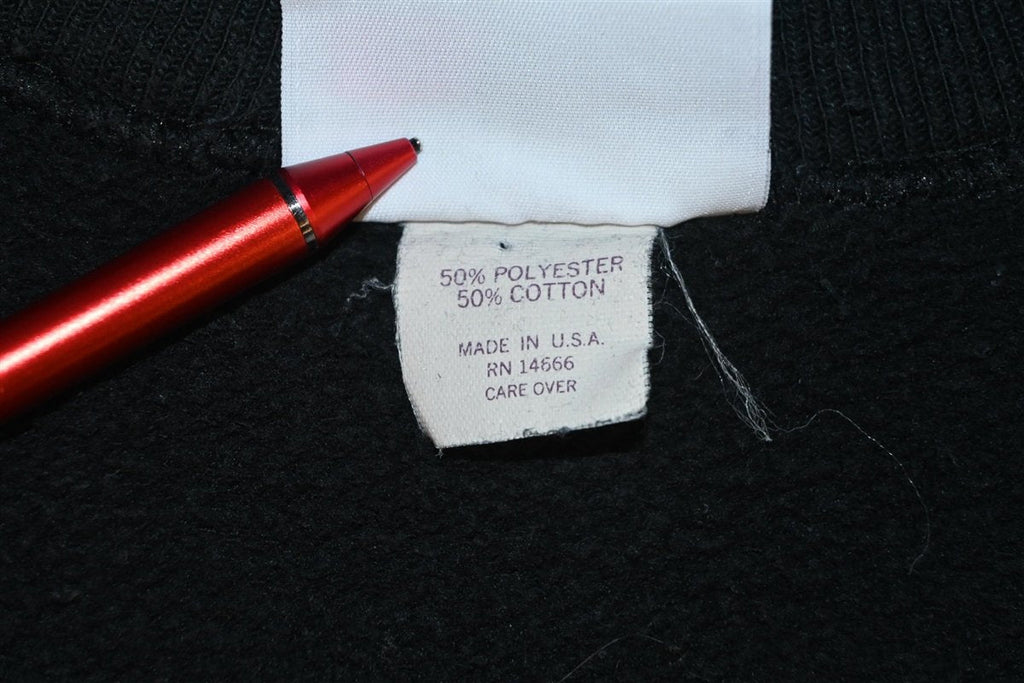 50% POLYESTER
50% COTTON
MADE IN U.S.A.
RN 14666
CARE OVER